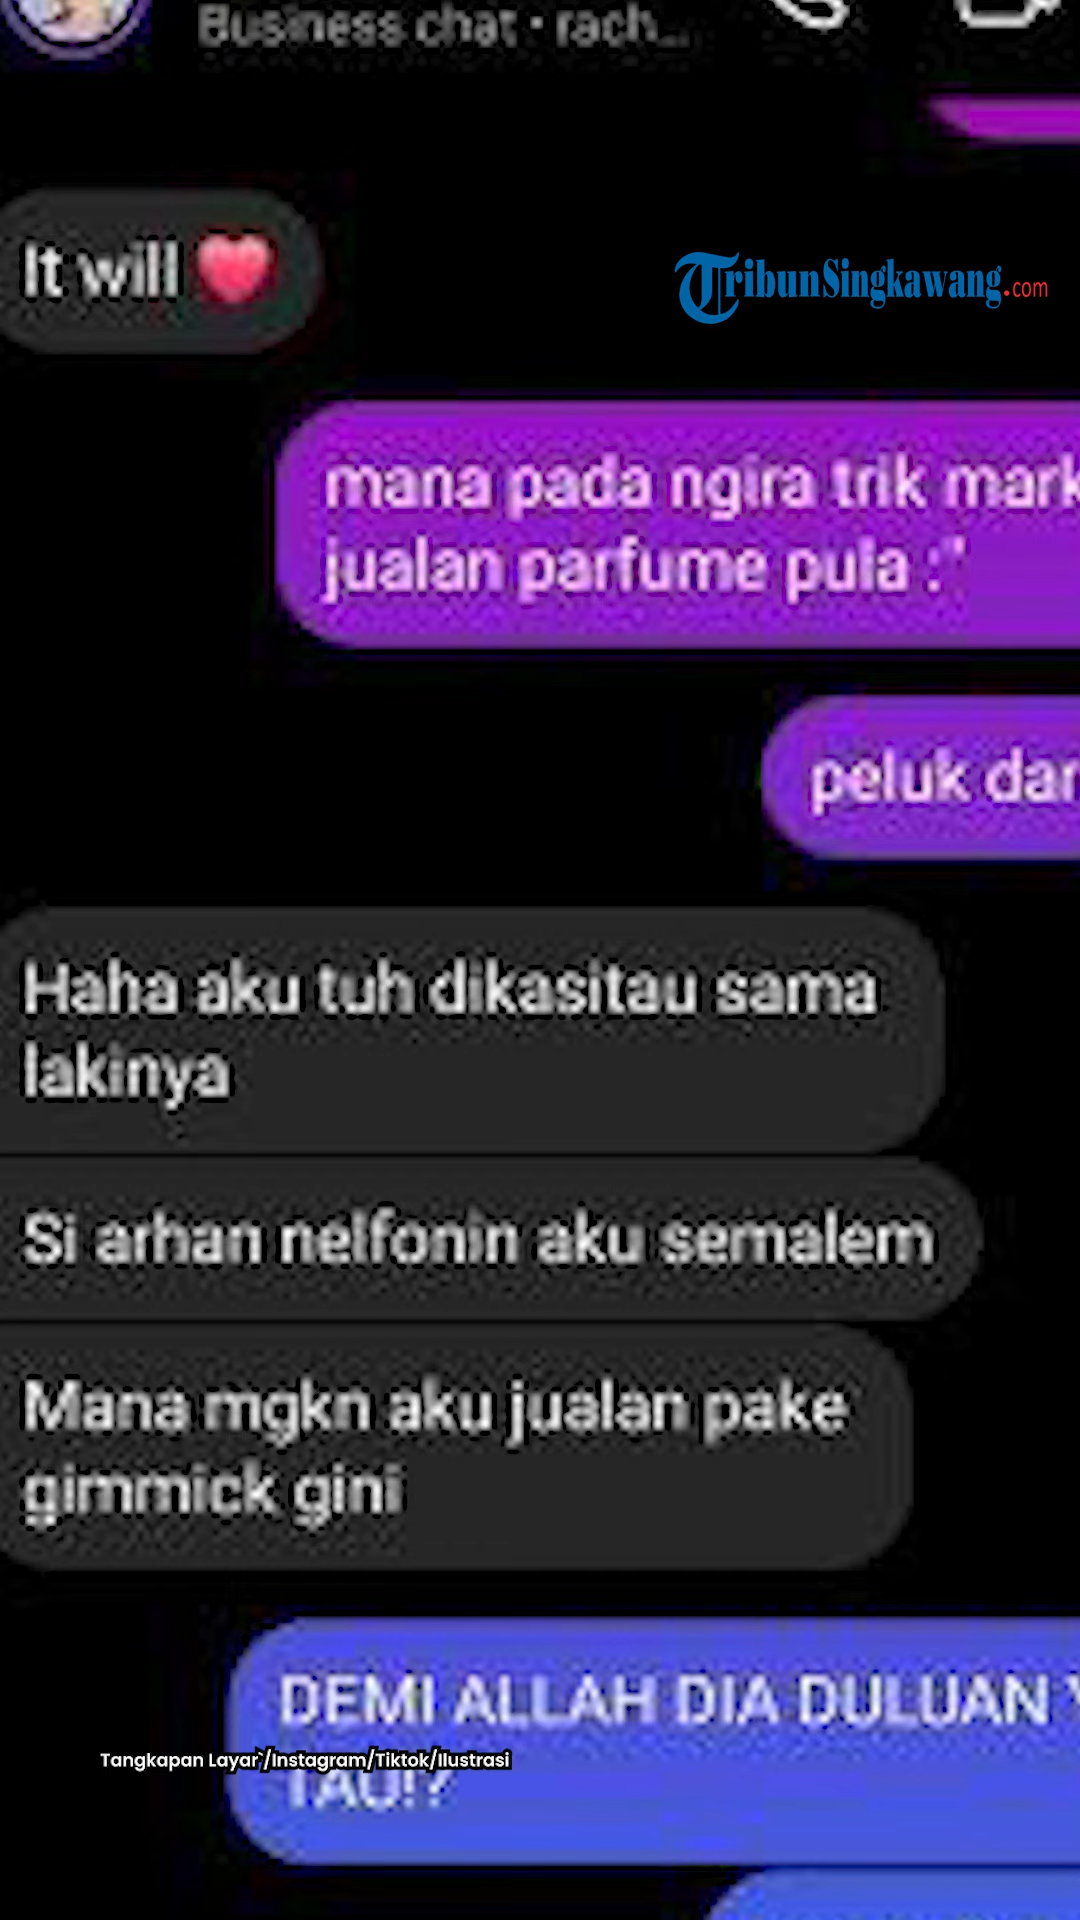 Business chat · rach...
It will ❤️
TribunSingkawang.com
mana pada ngira trik mark
jualan parfume pula :"
peluk dar
Haha aku tuh dikasitau sama
lakinya
Si arhan nelfonin aku semalem
Mana mgkn aku jualan pake
gimmick gini
DEMI ALLAH DIA DULUAN Y
Tangkapan Layar`/Instagram/Tiktok/Ilustrasi
TAU!?